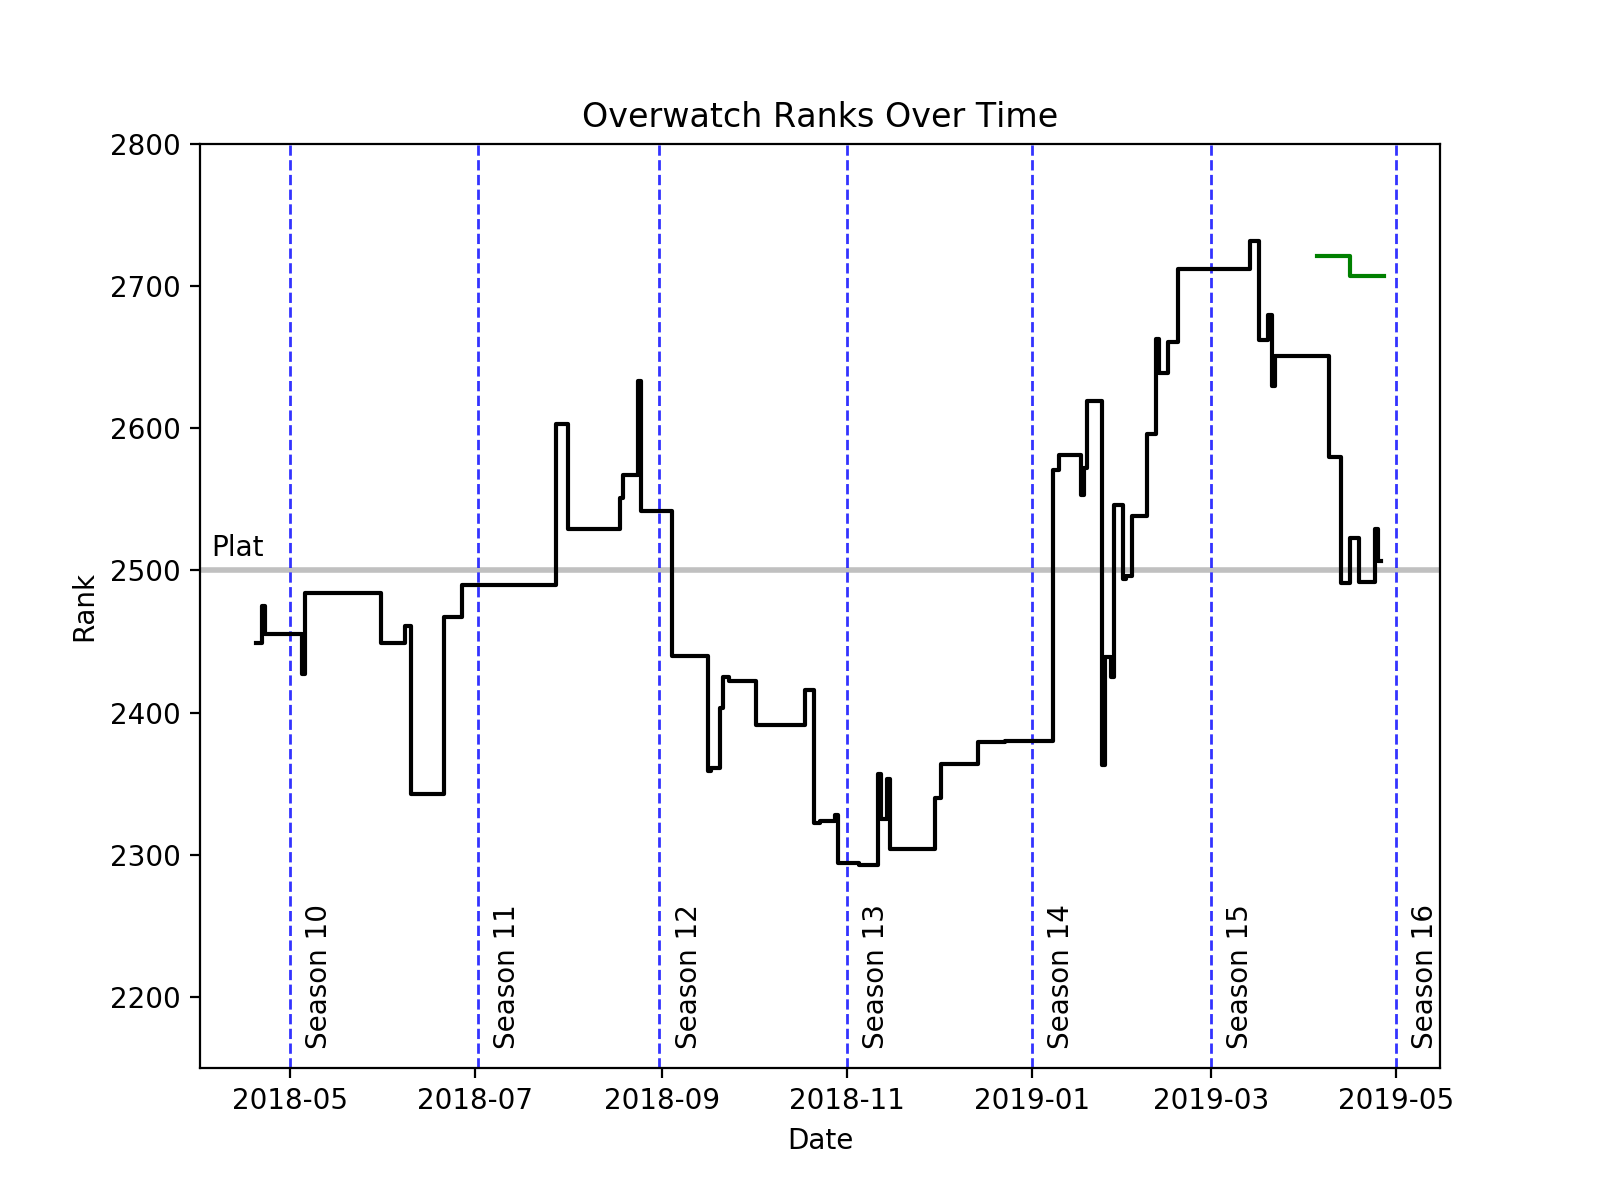 Overwatch Ranks Over Time
2800
2700
2600
2500
2400
2300
2200
Rank
Plat
Season 10
Season 11
Season 12
Season 13
Season 14
Season 15
Season 16
2018-05
2018-07
2018-09
2018-11
2019-01
2019-03
2019-05
Date